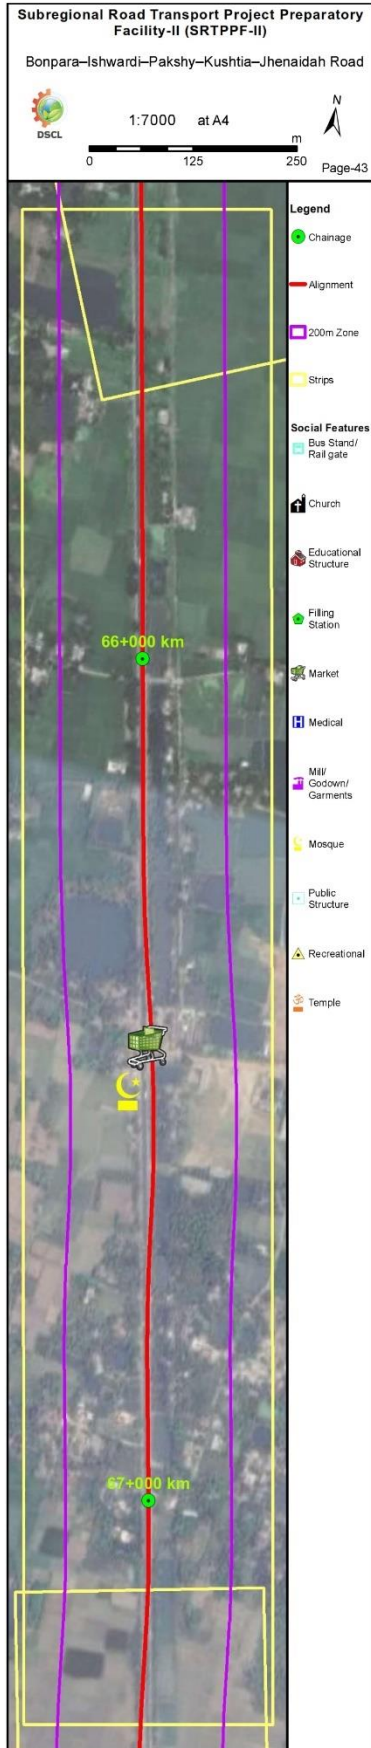 Subregional Road Transport Project Preparatory
Facility-II (SRTPPF-II)
Bonpara–Ishwardi–Pakshy–Kushtia–Jhenaidah Road
DSCL
1:7000 at A4
N
m
0 125 250
Page-43
Legend
Chainage
Alignment
200m Zone
Strips
Social Features
Bus Stand/
Rail gate
Church
Educational
Structure
Filling
Station
66+000 km
Market
H Medical
Mill/
Godown/
Garments
Mosque
Public
Structure
Recreational
Temple
67+000 km